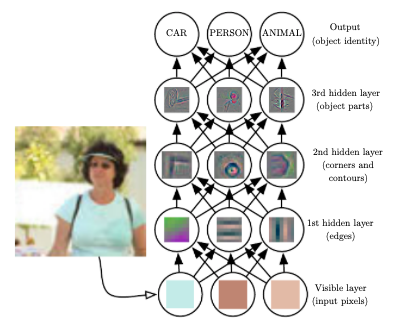 CAR PERSON ANIMAL
Output
(object identity)
3rd hidden layer
(object parts)
2nd hidden layer
(corners and
contours)
1st hidden layer
(edges)
Visible layer
(input pixels)